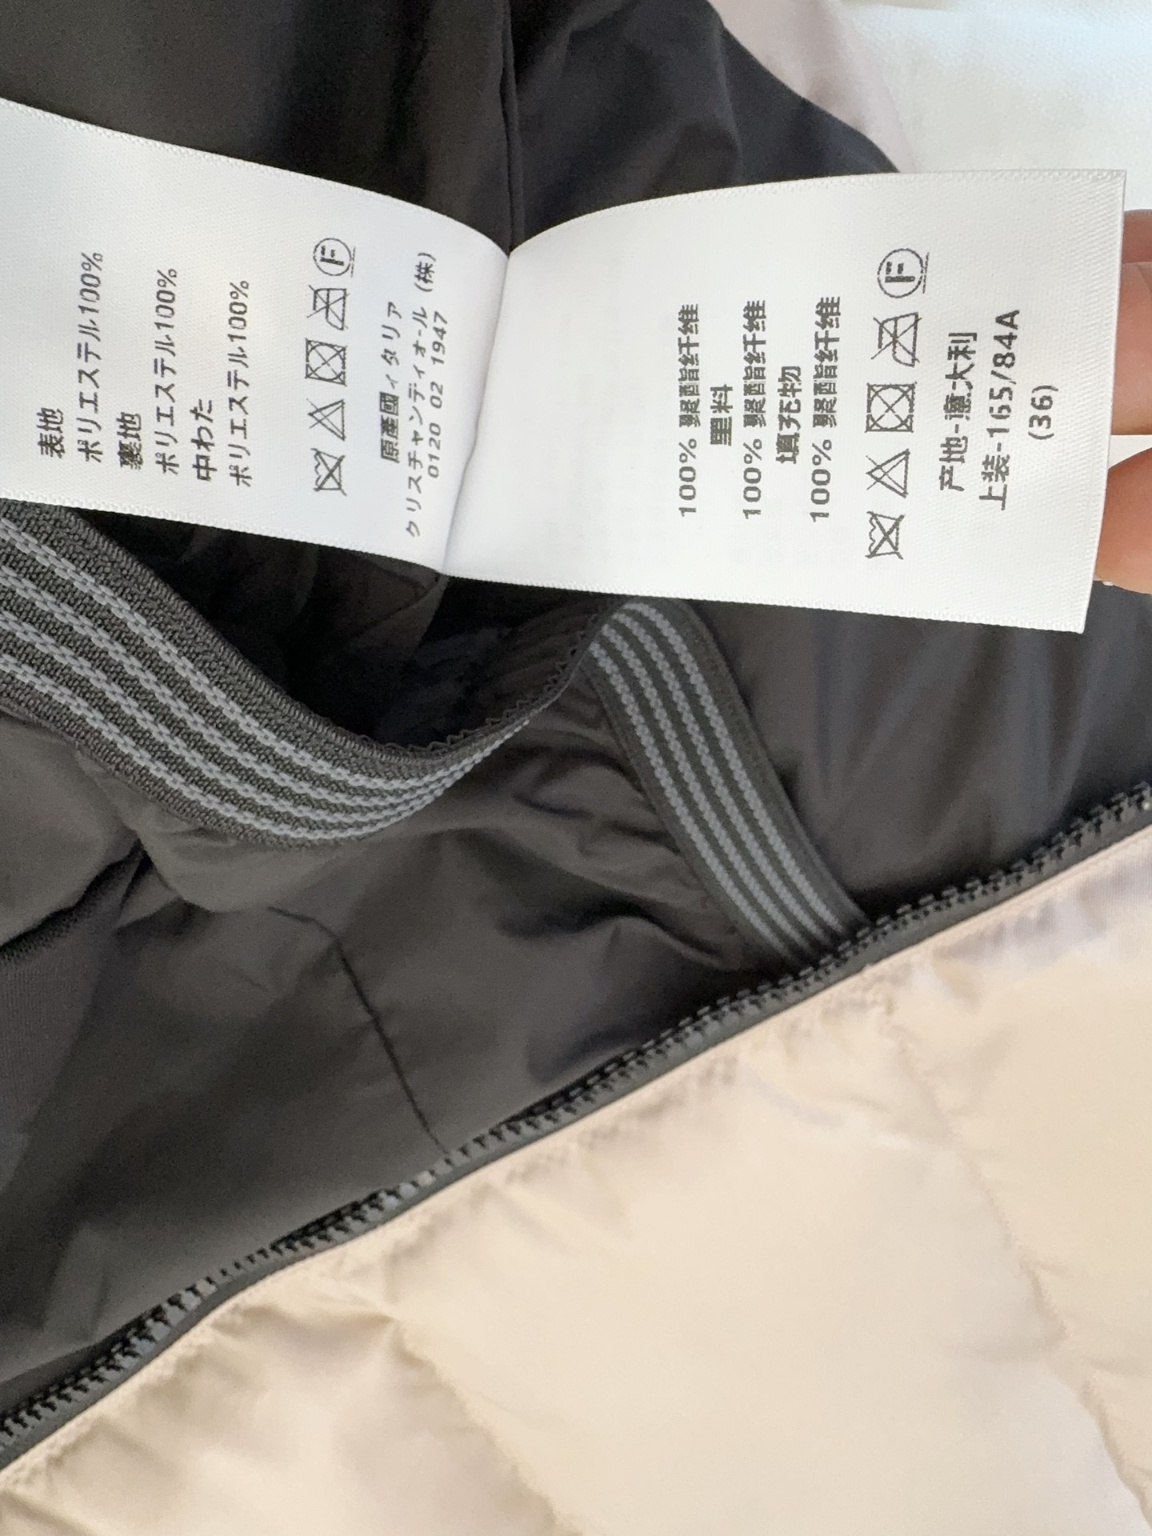 表地
ポリエステル100%
裏地
ポリエステル100%
中わた
ポリエステル100%
F
原產國イタリア
クリスチャンディオール (株)
0120 02 1947
100% 聚酯纤维
里料
100% 聚酯纤维
填充物
100% 聚酯纤维
F
产地-意大利
上装-165/84A
(36)